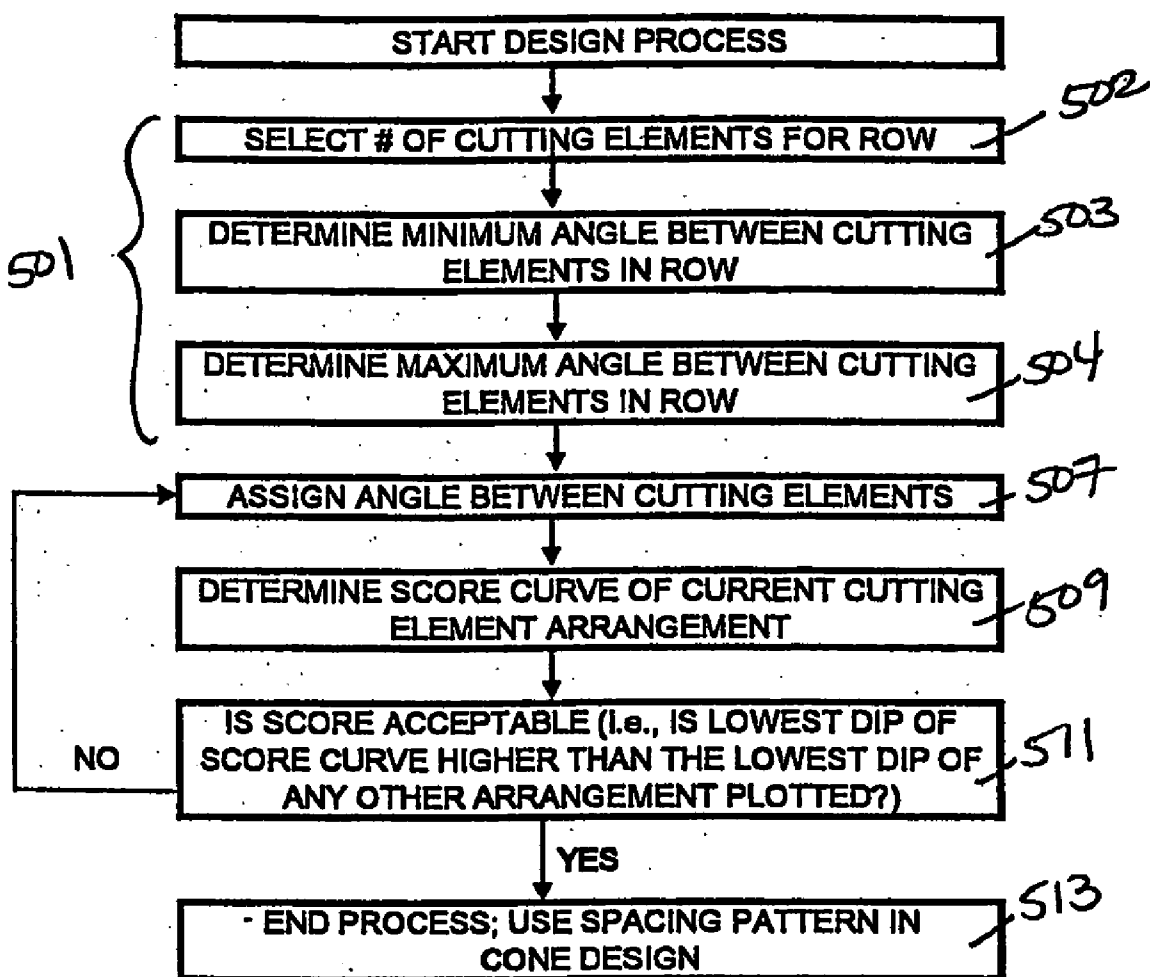 START DESIGN PROCESS
502
SELECT # OF CUTTING ELEMENTS FOR ROW
501
503
DETERMINE MINIMUM ANGLE BETWEEN CUTTING
ELEMENTS IN ROW
504
DETERMINE MAXIMUM ANGLE BETWEEN CUTTING
ELEMENTS IN ROW
507
ASSIGN ANGLE BETWEEN CUTTING ELEMENTS
509
DETERMINE SCORE CURVE OF CURRENT CUTTING
ELEMENT ARRANGEMENT
511
IS SCORE ACCEPTABLE (i.e., IS LOWEST DIP OF
SCORE CURVE HIGHER THAN THE LOWEST DIP OF
ANY OTHER ARRANGEMENT PLOTTED?)
NO
YES
513
END PROCESS; USE SPACING PATTERN IN
CONE DESIGN